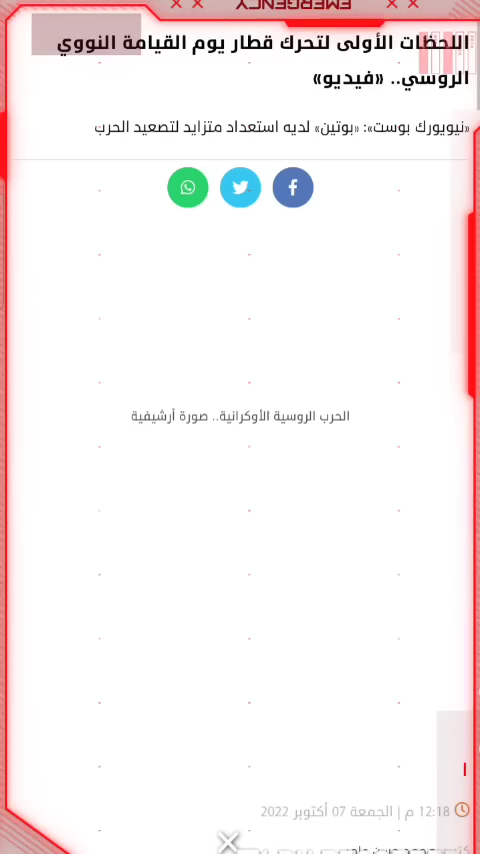 EMERGENCY
اللحظات الأولى لتحرك قطار يوم القيامة النووي
الروسي.. «فيديو»
«نيويورك بوست»: «بوتين» لديه استعداد متزايد لتصعيد الحرب
الحرب الروسية الأوكرانية.. صورة أرشيفية
12:18 م | الجمعة 07 أكتوبر 2022